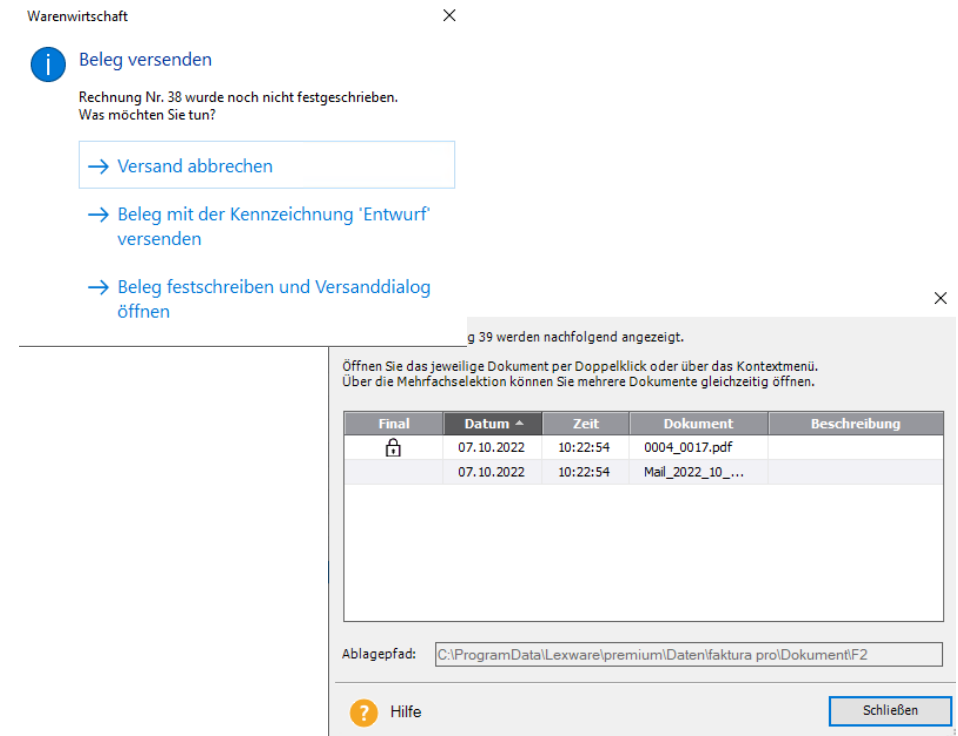 Warenwirtschaft
Beleg versenden
Rechnung Nr. 38 wurde noch nicht festgeschrieben.
Was möchten Sie tun?
→ Versand abbrechen
→ Beleg mit der Kennzeichnung 'Entwurf'
versenden
→ Beleg festschreiben und Versanddialog
öffnen
39 werden nachfolgend angezeigt.
Öffnen Sie das jeweilige Dokument per Doppelklick oder über das Kontextmenü.
Über die Mehrfachselektion können Sie mehrere Dokumente gleichzeitig öffnen.
Final Datum Zeit Dokument Beschreibung
07.10.2022 10:22:54 0004_0017.pdf
07.10.2022 10:22:54 Mail_2022_10_...
Ablagepfad: C:\ProgramData\Lexware\premium\Daten\faktura pro\Dokument\F2
? Hilfe Schließen